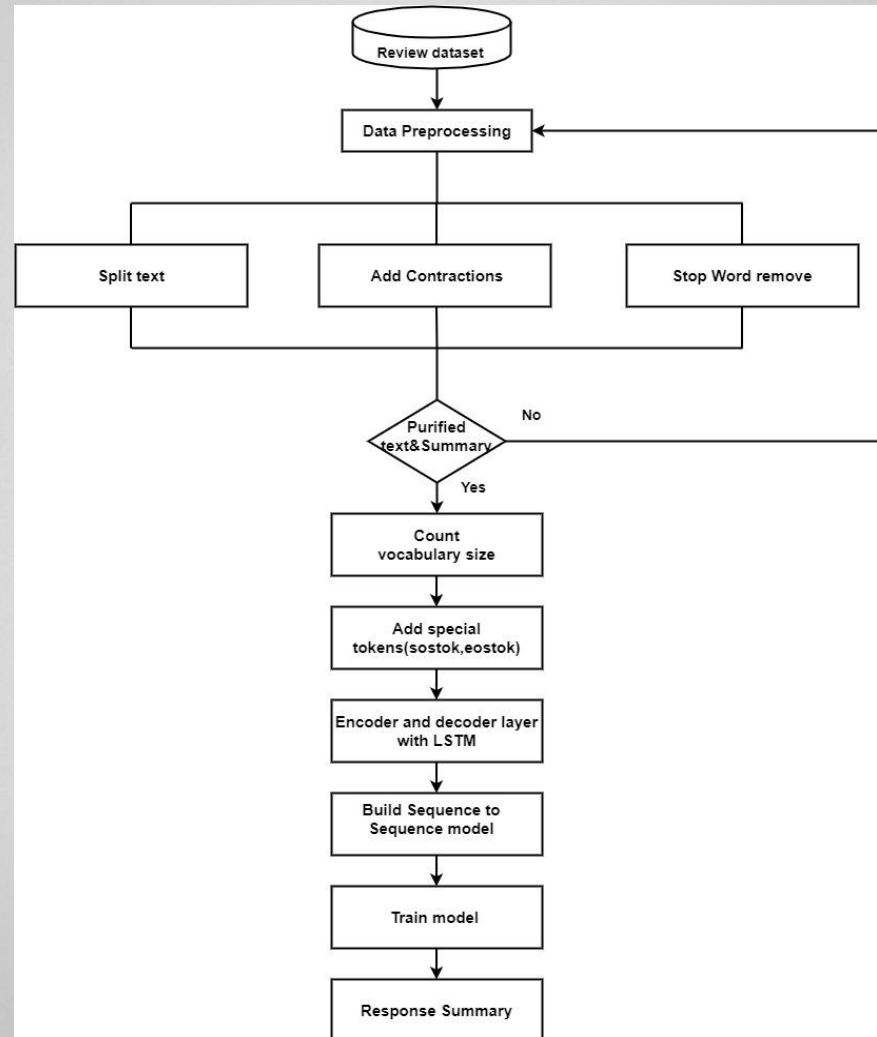 Review dataset
Data Preprocessing
Split text
Add Contractions
Stop Word remove
Purified
text&Summary
No
Yes
Count
vocabulary size
Add special
tokens(sostok,eostok)
Encoder and decoder layer
with LSTM
Build Sequence to
Sequence model
Train model
Response Summary